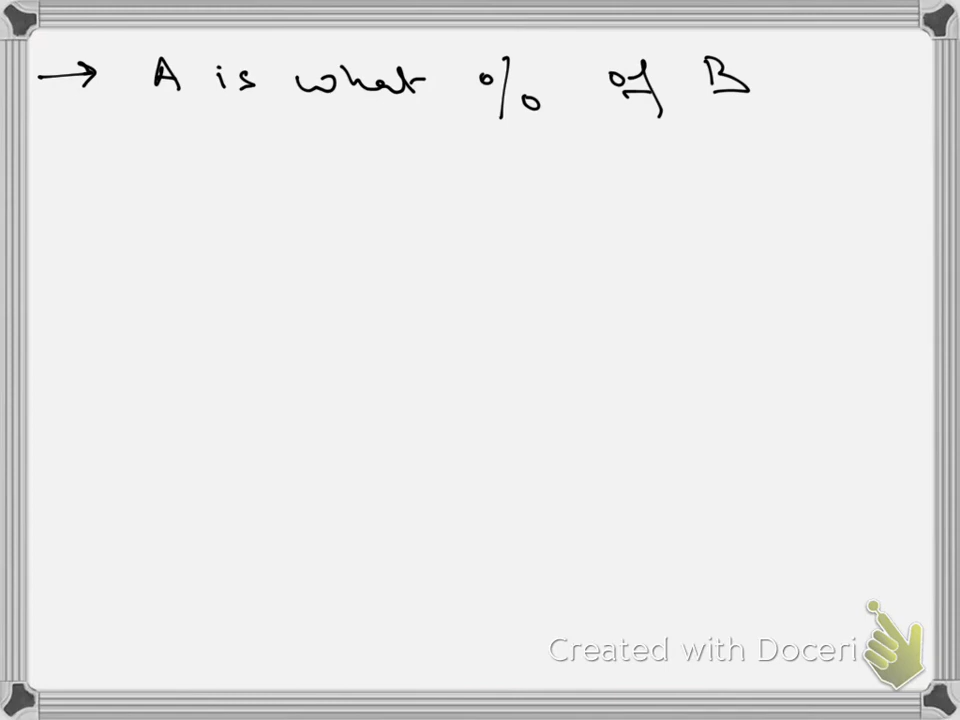 → A is what % of B
Created with Doceri